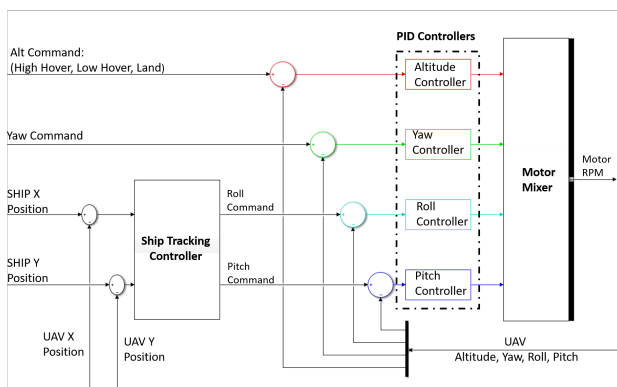 PID Controllers
Alt Command:
(High Hover, Low Hover, Land)
Altitude
Controller
Yaw Command
Yaw
Controller
Motor
Mixer
Motor
RPM
SHIP X
Position
Roll
Command
Roll
Controller
Ship Tracking
Controller
SHIP Y
Position
Pitch
Command
Pitch
Controller
UAV X
Position
UAV Y
Position
UAV
Altitude, Yaw, Roll, Pitch